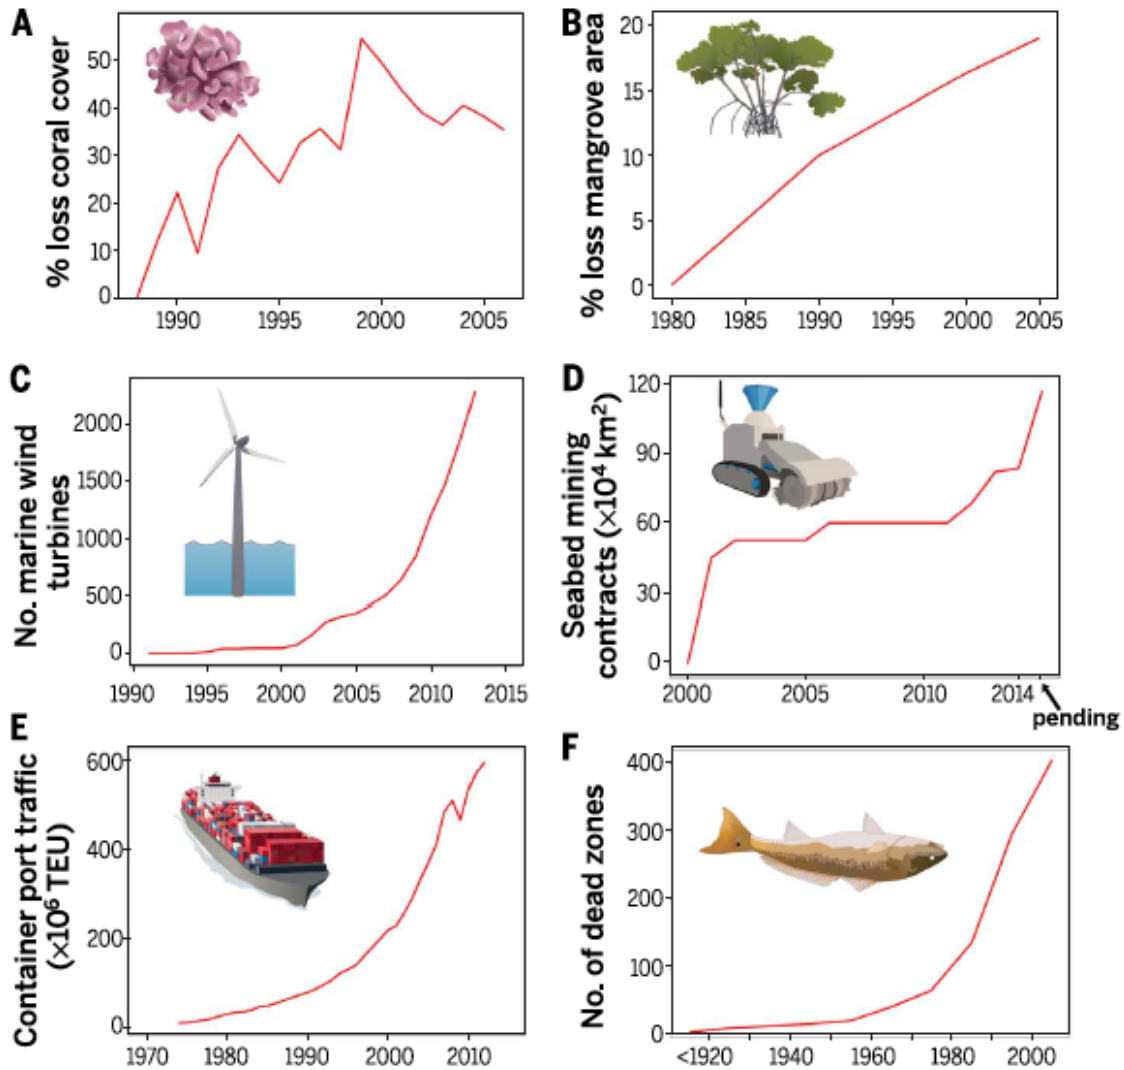 A
% loss coral cover
50
40
30
20
10
0
1990 1995 2000 2005
B
% loss mangrove area
20
15
10
5
0
1980 1985 1990 1995 2000 2005
C
No. marine wind
turbines
2000
1500
1000
500
0
1990 1995 2000 2005 2010 2015
D
Seabed mining
contracts (×10⁴ km²)
120
90
60
30
0
2000 2005 2010 2014
pending
E
Container port traffic
(×10⁶ TEU)
600
400
200
0
1970 1980 1990 2000 2010
F
No. of dead zones
400
300
200
100
0
<1920 1940 1960 1980 2000